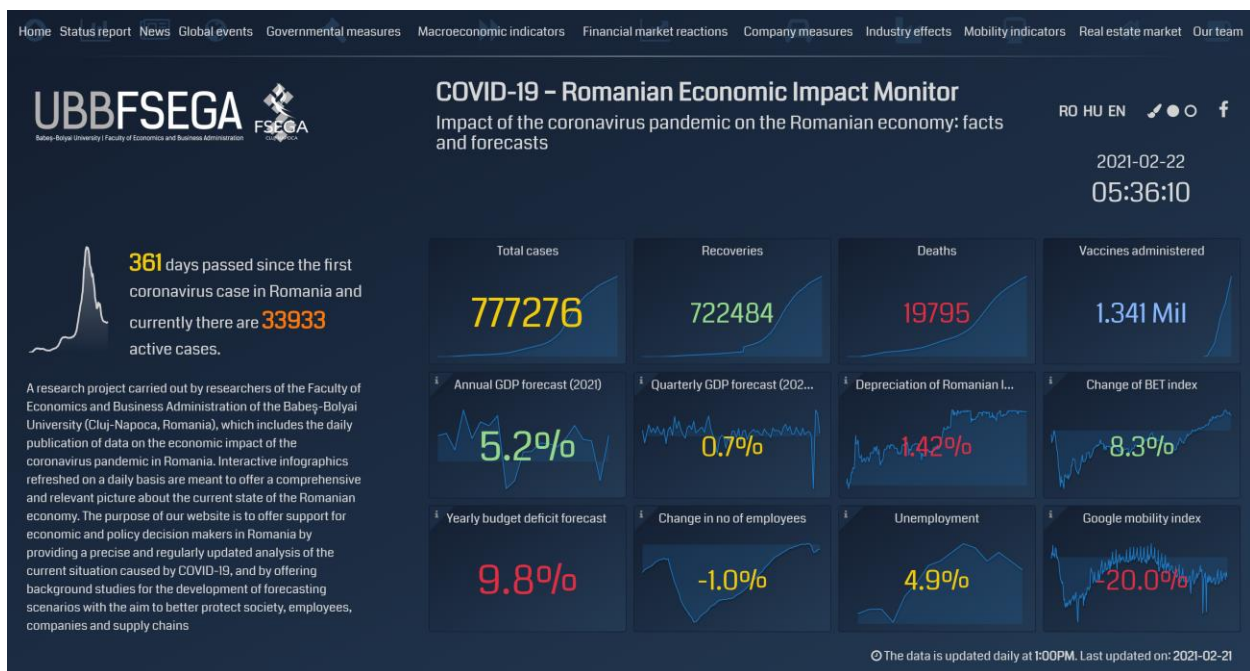 Home Status report News Global events Governmental measures Macroeconomic indicators Financial market reactions Company measures Industry effects Mobility indicators Real estate market Our team
UBBFSEGA
Babeş-Bolyai University | Faculty of Economics and Business Administration
FSEGA
CLUJ-NAPOCA
COVID-19 – Romanian Economic Impact Monitor
Impact of the coronavirus pandemic on the Romanian economy: facts
and forecasts
RO HU EN
2021-02-22
05:36:10
361 days passed since the first
coronavirus case in Romania and
currently there are 33933
active cases.
A research project carried out by researchers of the Faculty of
Economics and Business Administration of the Babeş-Bolyai
University (Cluj-Napoca, Romania), which includes the daily
publication of data on the economic impact of the
coronavirus pandemic in Romania. Interactive infographics
refreshed on a daily basis are meant to offer a comprehensive
and relevant picture about the current state of the Romanian
economy. The purpose of our website is to offer support for
economic and policy decision makers in Romania by
providing a precise and regularly updated analysis of the
current situation caused by COVID-19, and by offering
background studies for the development of forecasting
scenarios with the aim to better protect society, employees,
companies and supply chains
Total cases
777276
Recoveries
722484
Deaths
19795
Vaccines administered
1.341 Mil
Annual GDP forecast (2021)
5.2%
Quarterly GDP forecast (202...
0.7%
Depreciation of Romanian l...
1.42%
Change of BET index
8.3%
Yearly budget deficit forecast
9.8%
Change in no of employees
-1.0%
Unemployment
4.9%
Google mobility index
-20.0%
The data is updated daily at 1:00PM. Last updated on: 2021-02-21